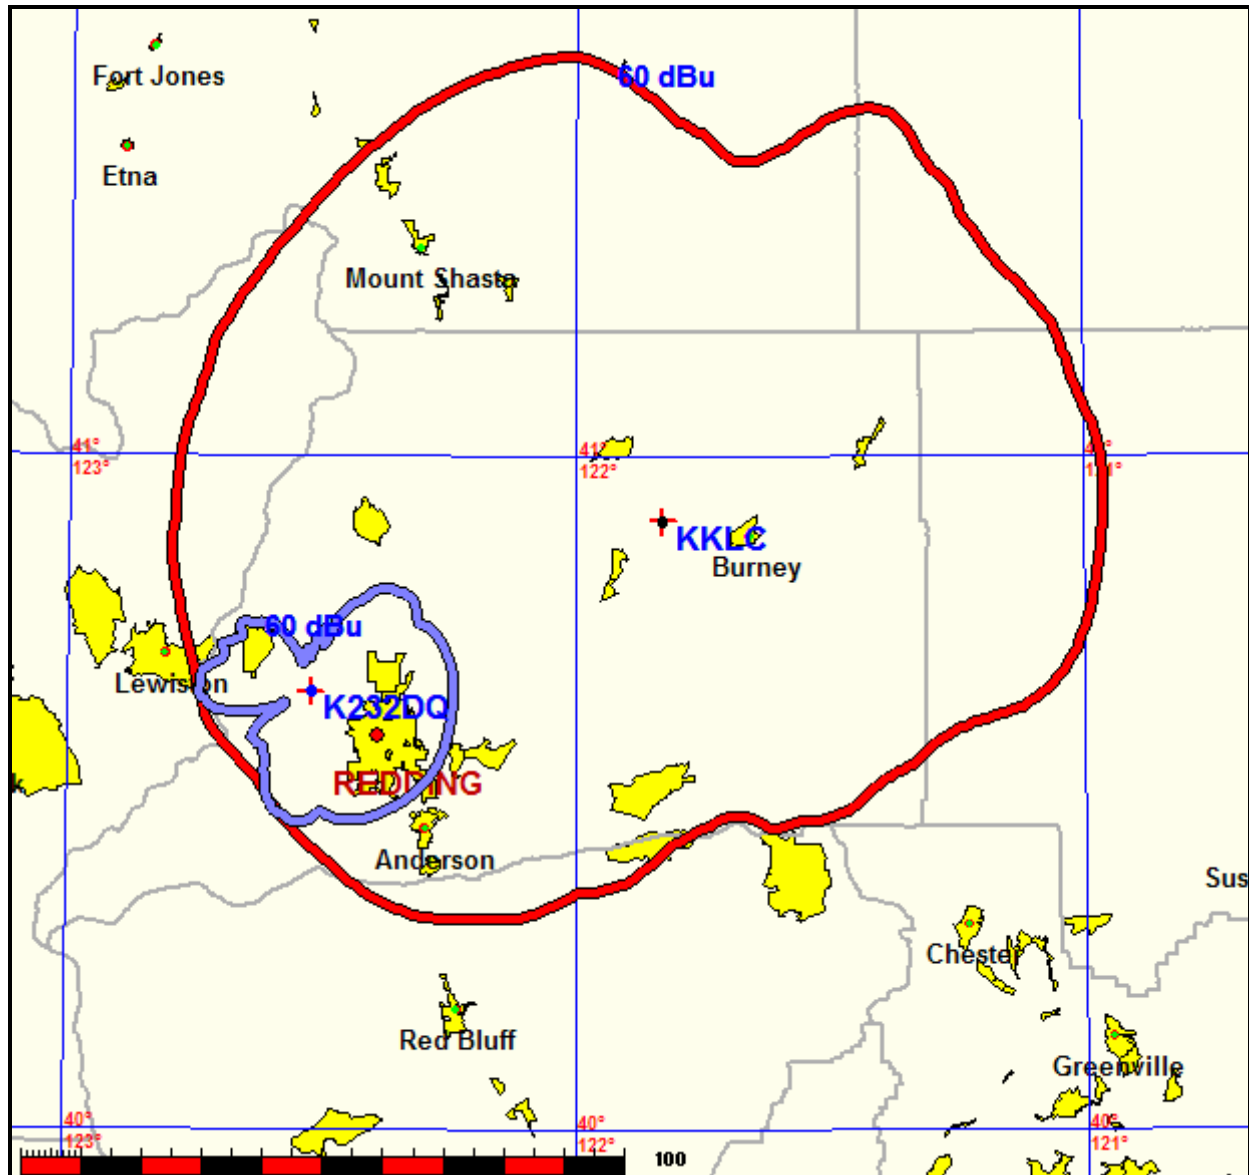 60 dBu
Fort Jones
Etna
Mount Shasta
41°
123°
41°
122°
121°
KKLC
Burney
60 dBu
Lewiston
K232DQ
k
REDDING
Anderson
Sus
Chester
Red Bluff
Greenville
40°
123°
40°
122°
40°
121°
100